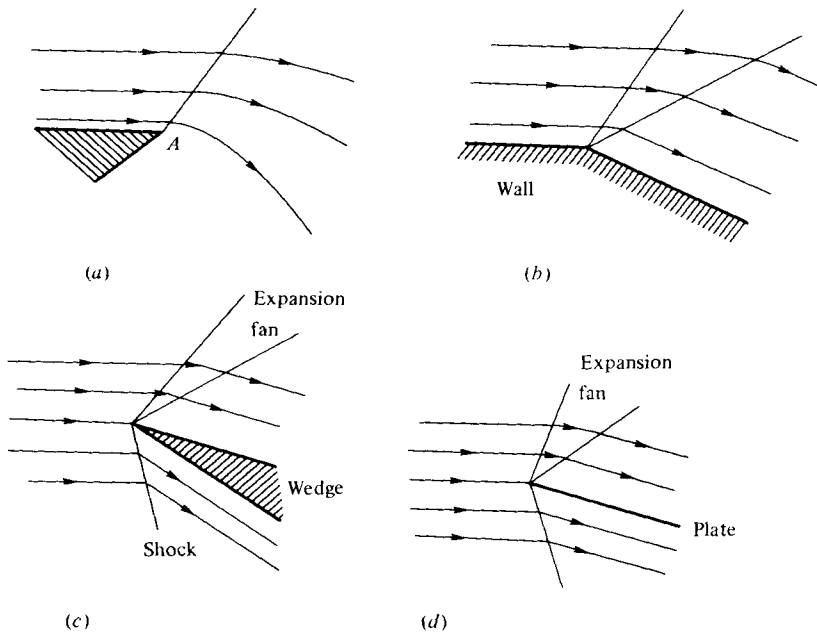 A
(a)
Wall
(b)
Expansion
fan
Wedge
Shock
(c)
Expansion
fan
Plate
(d)